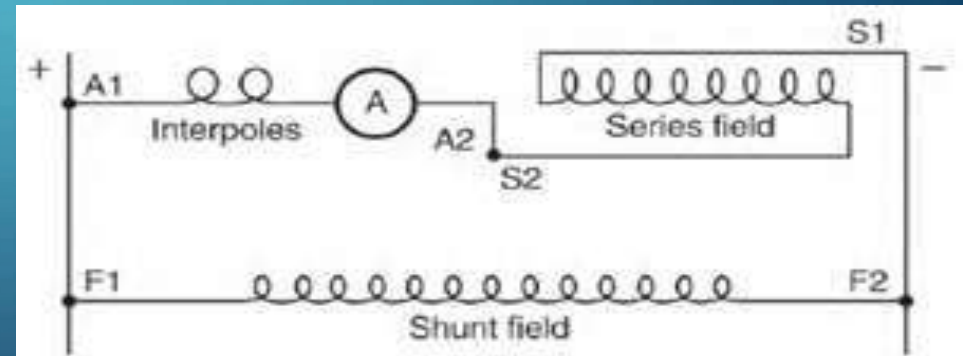 S1
+ −
A1
A
Interpoles
Series field
A2
S2
F1
F2
Shunt field